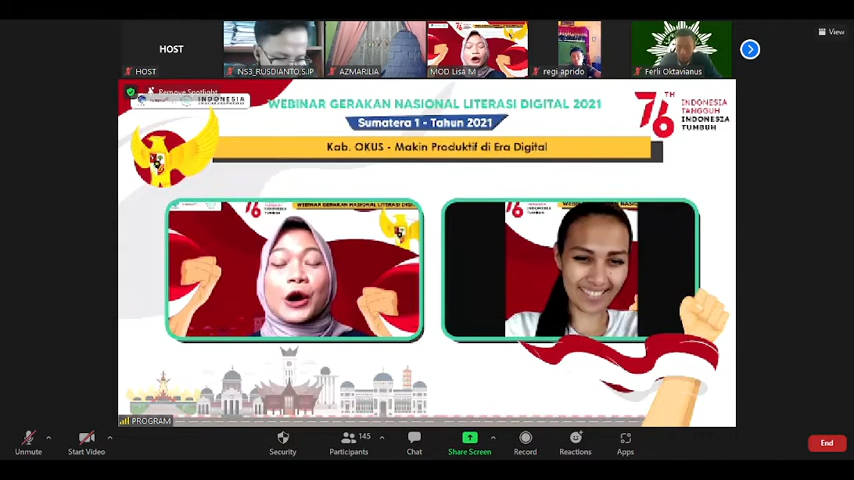 HOST
HOST
NS3_RUSDIANTO.S.IP
AZMARILIA
MOD Lisa M
regi aprido
Ferli Oktavianus
View
Remove Spotlight
INDONESIA
WEBINAR GERAKAN NASIONAL LITERASI DIGITAL 2021
Sumatera 1 - Tahun 2021
Kab. OKUS - Makin Produktif di Era Digital
76TH
INDONESIA
TANGGUH
INDONESIA
TUMBUH
PROGRAM
Unmute
Start Video
Security
145
Participants
Chat
Share Screen
Record
Reactions
Apps
End